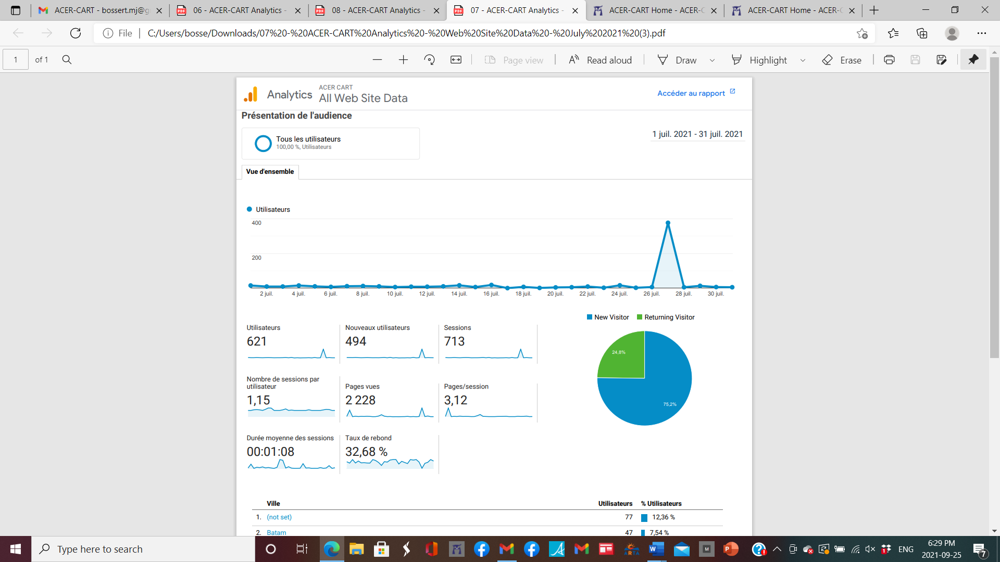 ACER-CART - bossert.mj@g
06 - ACER-CART Analytics -
08 - ACER-CART Analytics -
07 - ACER-CART Analytics -
ACER-CART Home - ACER-C
ACER-CART Home - ACER-C
File
C:/Users/bosse/Downloads/07%20-%20ACER-CART%20Analytics%20-%20Web%20Site%20Data%20-%20July%202021%20(3).pdf
1 of 1
Page view
Read aloud
Draw
Highlight
Erase
Analytics
ACER CART
All Web Site Data
Accéder au rapport
Présentation de l'audience
Tous les utilisateurs
100,00 %, Utilisateurs
1 juil. 2021 - 31 juil. 2021
Vue d'ensemble
Utilisateurs
400
200
2 juil. 4 juil. 6 juil. 8 juil. 10 juil. 12 juil. 14 juil. 16 juil. 18 juil. 20 juil. 22 juil. 24 juil. 26 juil. 28 juil. 30 juil.
New Visitor Returning Visitor
24,8%
75,2%
Utilisateurs
621
Nouveaux utilisateurs
494
Sessions
713
Nombre de sessions par
utilisateur
1,15
Pages vues
2 228
Pages/session
3,12
Durée moyenne des sessions
00:01:08
Taux de rebond
32,68 %
Ville Utilisateurs % Utilisateurs
1. (not set) 77 12,36 %
2. Batam 47 7,54 %
Type here to search
ENG
6:29 PM
2021-09-25
7